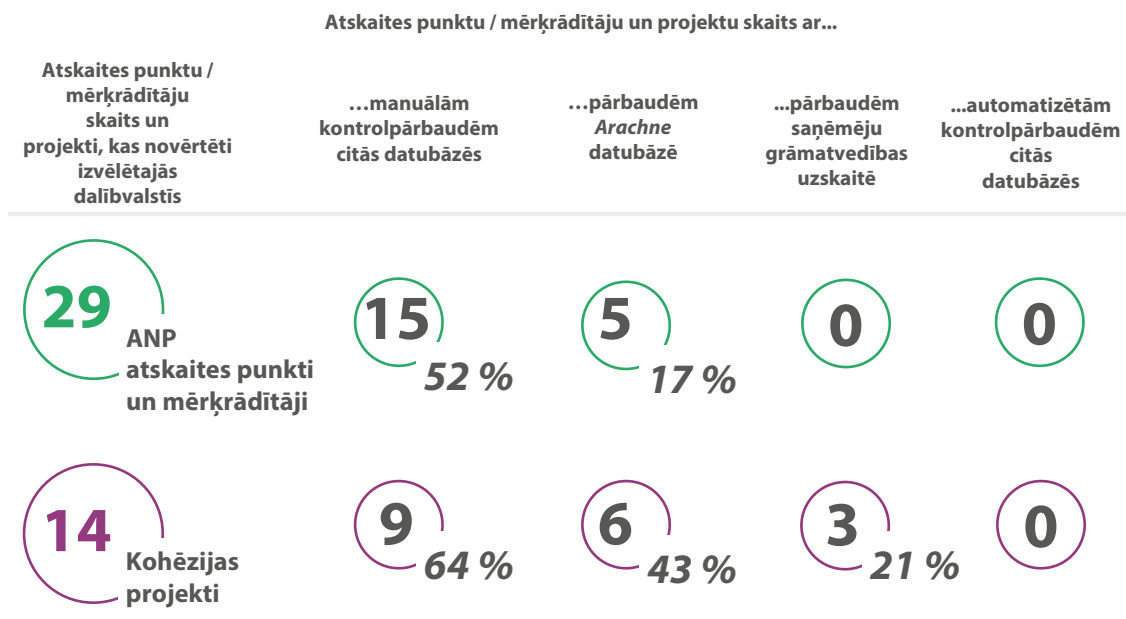 Atskaites punktu / mērķrādītāju un projektu skaits ar...
Atskaites punktu /
mērķrādītāju
skaits un
projekti, kas novērtēti
izvēlētajās
dalībvalstīs
…manuālām
kontrolpārbaudēm
citās datubāzēs
…pārbaudēm
Arachne
datubāzē
...pārbaudēm
saņēmēju
grāmatvedības
uzskaitē
...automatizētām
kontrolpārbaudēm
citās
datubāzēs
29
ANP
atskaites punkti
un mērķrādītāji
15
52 %
5
17 %
0
0
14
Kohēzijas
projekti
9
64 %
6
43 %
3
21 %
0